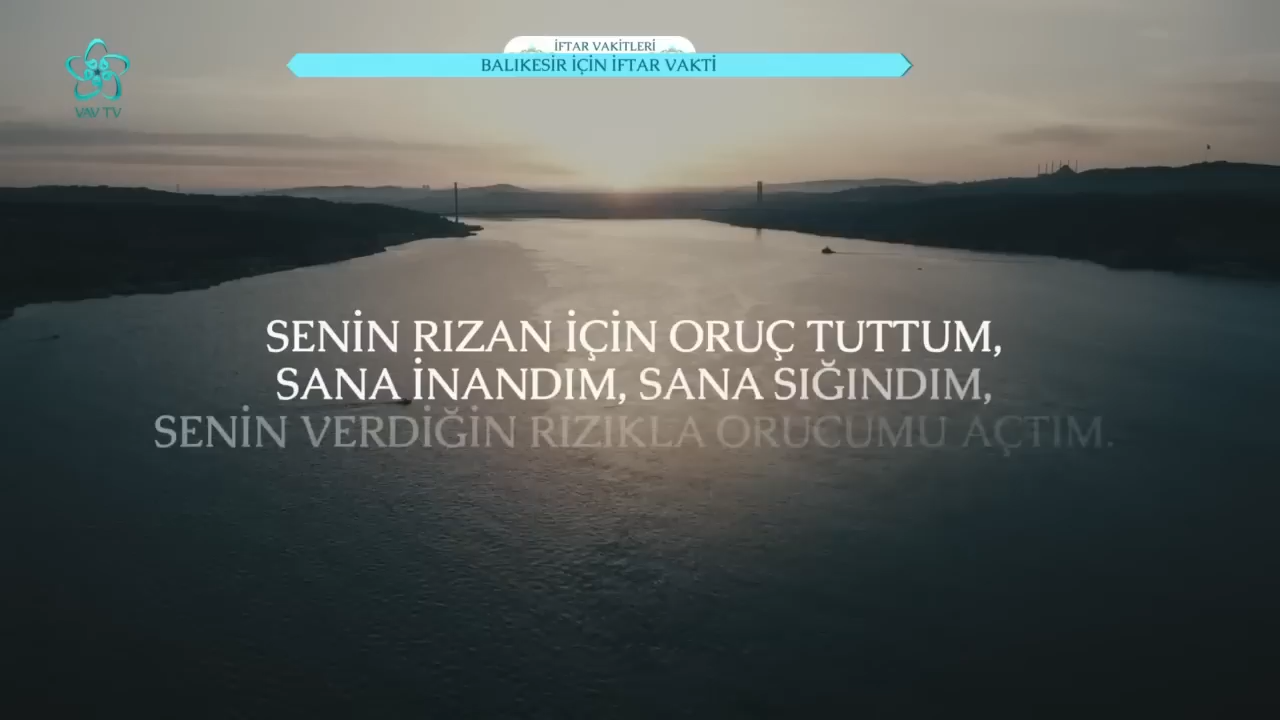 İFTAR VAKİTLERİ
BALIKESİR İÇİN İFTAR VAKTİ
VAV TV
SENİN RIZAN İÇİN ORUÇ TUTTUM,
SANA İNANDIM, SANA SIĞINDIM,
SENİN VERDİĞİN RIZIKLA ORUCUMU AÇTIM.